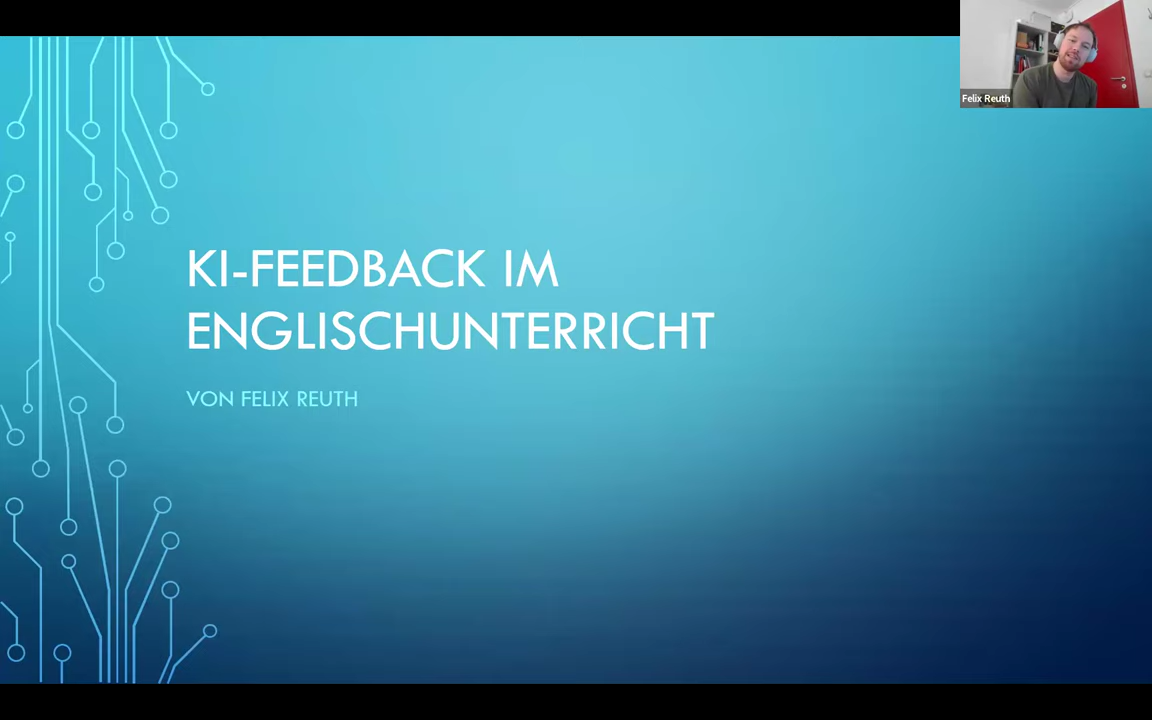 Felix Reuth
KI-FEEDBACK IM
ENGLISCHUNTERRICHT
VON FELIX REUTH